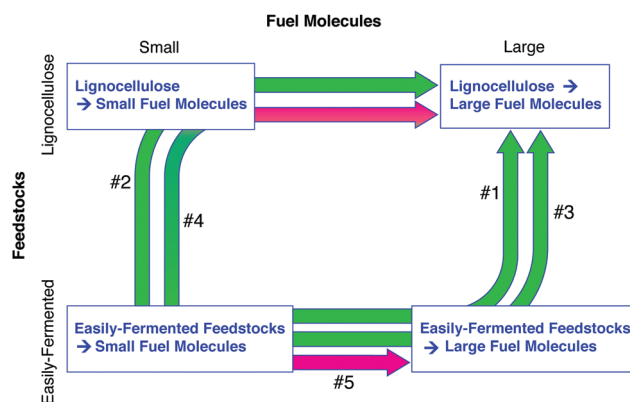 Fuel Molecules
Small
Large
Lignocellulose
Lignocellulose
→ Small Fuel Molecules
Lignocellulose →
Large Fuel Molecules
#2
#4
#1
#3
Feedstocks
Easily-Fermented
Easily-Fermented Feedstocks
→ Small Fuel Molecules
Easily-Fermented Feedstocks
→ Large Fuel Molecules
#5